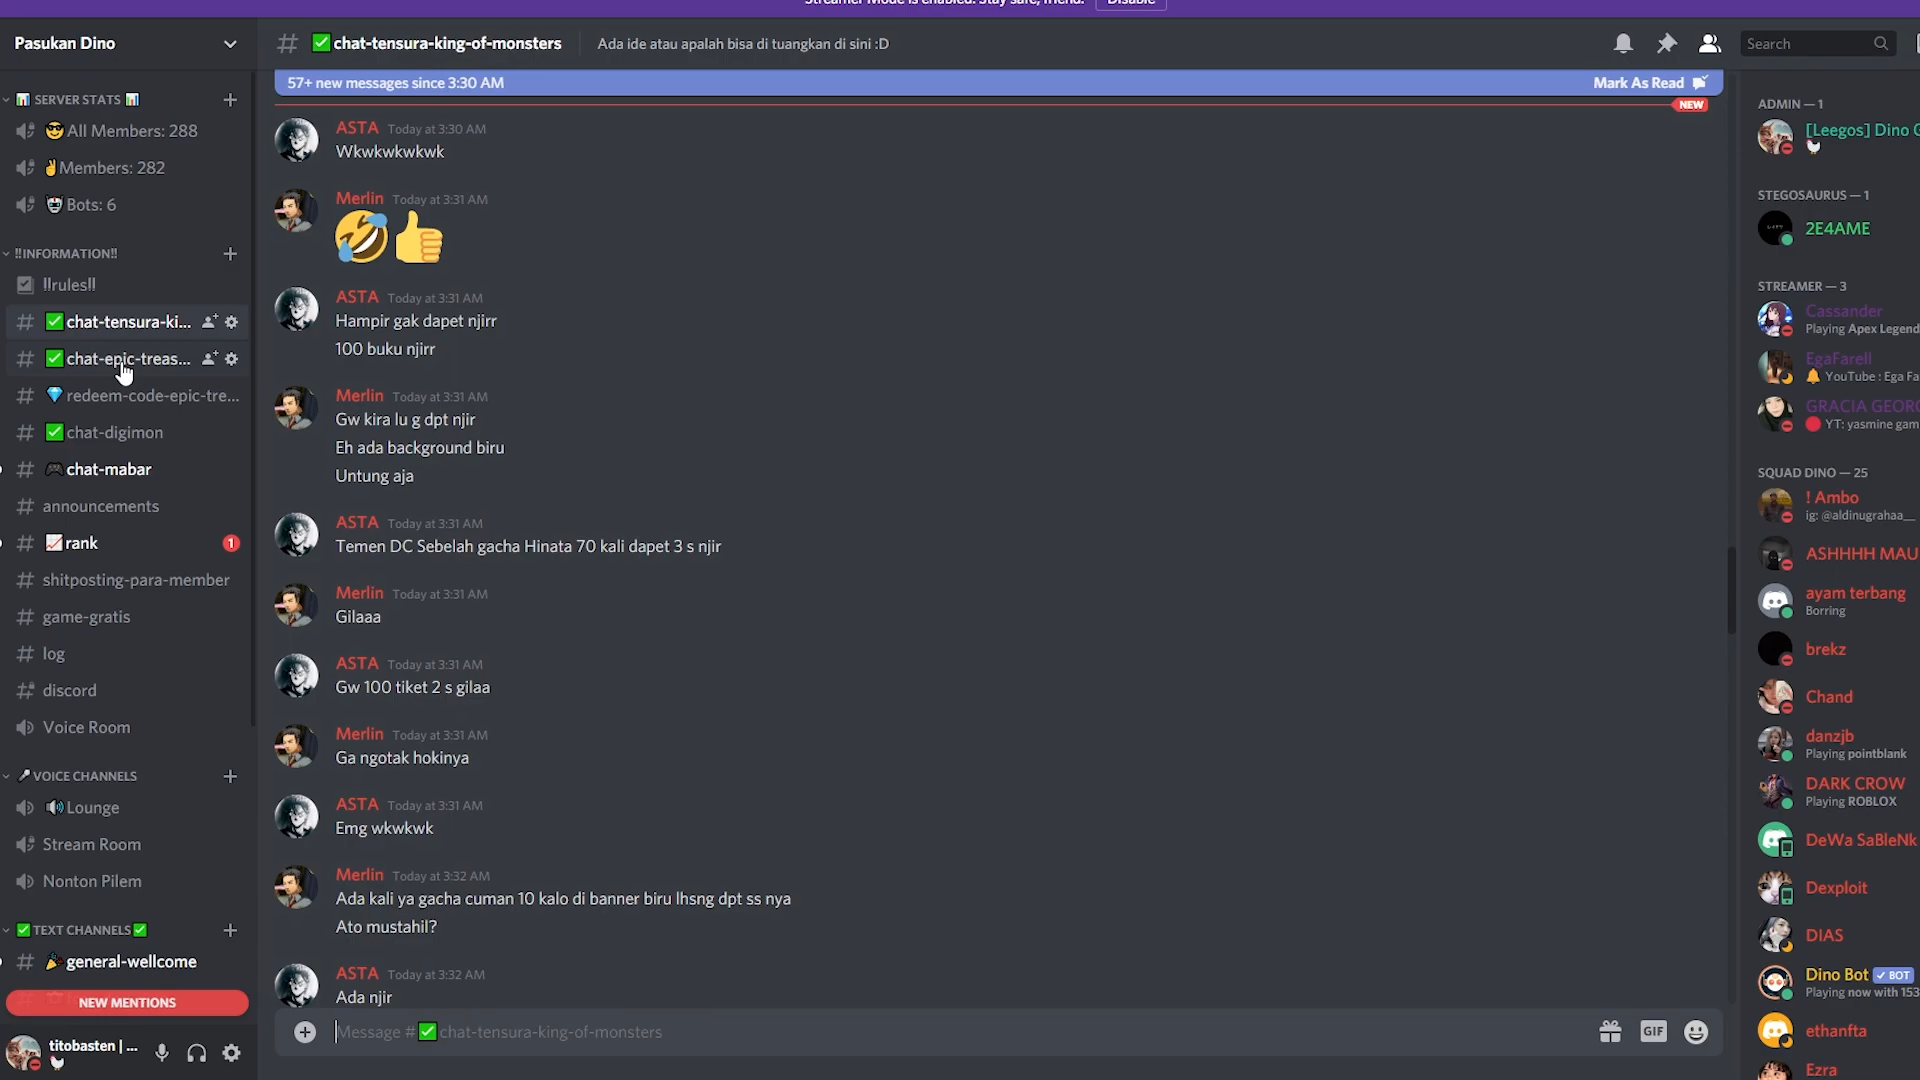 Streamer Mode is enabled. Stay safe, friend. Disable
Pasukan Dino
SERVER STATS
All Members: 288
Members: 282
Bots: 6
!!INFORMATION!!
!!rules!!
chat-tensura-ki...
chat-epic-treas...
redeem-code-epic-tre...
chat-digimon
chat-mabar
announcements
rank 1
shitposting-para-member
game-gratis
log
discord
Voice Room
VOICE CHANNELS
Lounge
Stream Room
Nonton Pilem
TEXT CHANNELS
general-wellcome
NEW MENTIONS
titobasten | ...
# ✅chat-tensura-king-of-monsters Ada ide atau apalah bisa di tuangkan di sini :D
Search
57+ new messages since 3:30 AM Mark As Read
NEW
ASTA Today at 3:30 AM
Wkwkwkwkwk
Merlin Today at 3:31 AM
🤣👍
ASTA Today at 3:31 AM
Hampir gak dapet njirr
100 buku njirr
Merlin Today at 3:31 AM
Gw kira lu g dpt njir
Eh ada background biru
Untung aja
ASTA Today at 3:31 AM
Temen DC Sebelah gacha Hinata 70 kali dapet 3 s njir
Merlin Today at 3:31 AM
Gilaaa
ASTA Today at 3:31 AM
Gw 100 tiket 2 s gilaa
Merlin Today at 3:31 AM
Ga ngotak hokinya
ASTA Today at 3:31 AM
Emg wkwkwk
Merlin Today at 3:32 AM
Ada kali ya gacha cuman 10 kalo di banner biru lhsng dpt ss nya
Ato mustahil?
ASTA Today at 3:32 AM
Ada njir
Message #✅chat-tensura-king-of-monsters
GIF
ADMIN — 1
[Leegos] Dino G
STEGOSAURUS — 1
2E4AME
STREAMER — 3
Cassander
Playing Apex Legend
EgaFarell
YouTube : Ega Fa
GRACIA GEORG
YT: yasmine gam
SQUAD DINO — 25
! Ambo
ig: @aldinugrahaa__
ASHHHH MAU
ayam terbang
Borring
brekz
Chand
danzjb
Playing pointblank
DARK CROW
Playing ROBLOX
DeWa SaBleNk
Dexploit
DIAS
Dino Bot ✓ BOT
Playing now with 153
ethanfta
Ezra